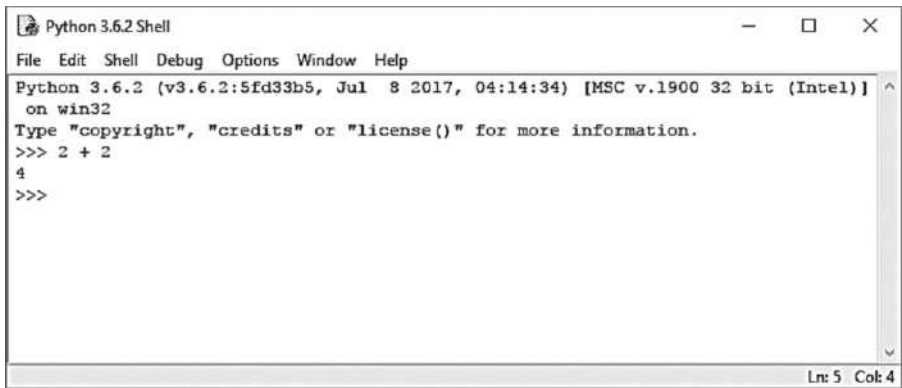 Python 3.6.2 Shell
File Edit Shell Debug Options Window Help
Python 3.6.2 (v3.6.2:5fd33b5, Jul  8 2017, 04:14:34) [MSC v.1900 32 bit (Intel)]
 on win32
Type "copyright", "credits" or "license()" for more information.
>>> 2 + 2
4
>>>
Ln: 5 Col: 4